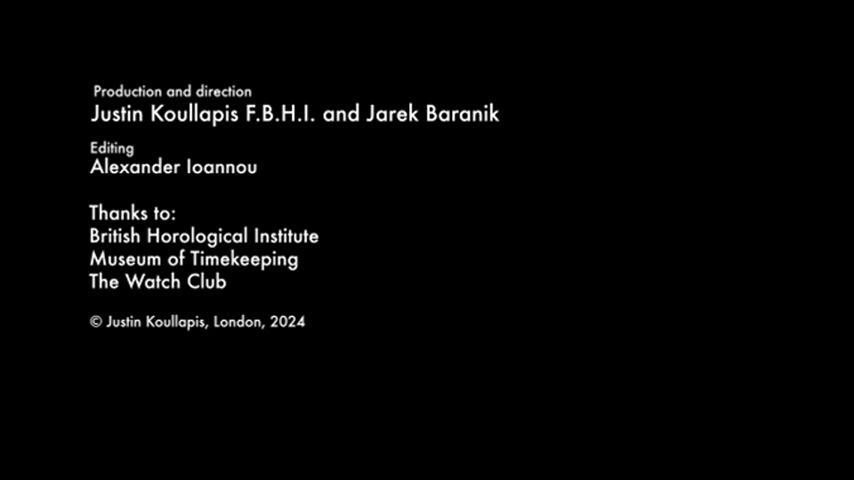 Production and direction
Justin Koullapis F.B.H.I. and Jarek Baranik
Editing
Alexander Ioannou
Thanks to:
British Horological Institute
Museum of Timekeeping
The Watch Club
© Justin Koullapis, London, 2024